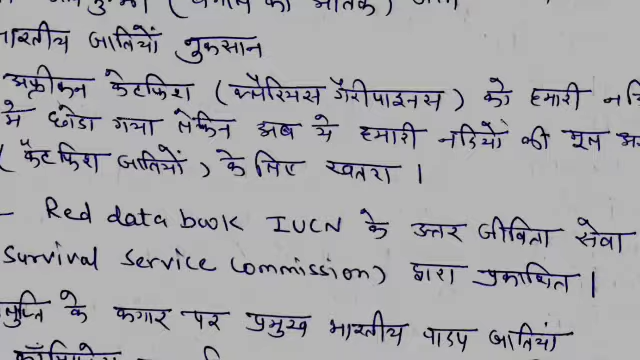 (बंगाल का आतंक)
भारतीय जातियों नुकसान
अफ्रीकन केटफिश (क्लैरियस गैरीपाइनस) को हमारी
में छोडा गया लेकिन अब ये हमारी नदियों की मूल
(कैटफिश जातियों) के लिए खतरा।
- Red data book IUCN के उत्तर जीविता सेवा
Survival Service Commission) द्वारा प्रकाशित।
के कगार पर प्रमुख भारतीय पादप जातियां